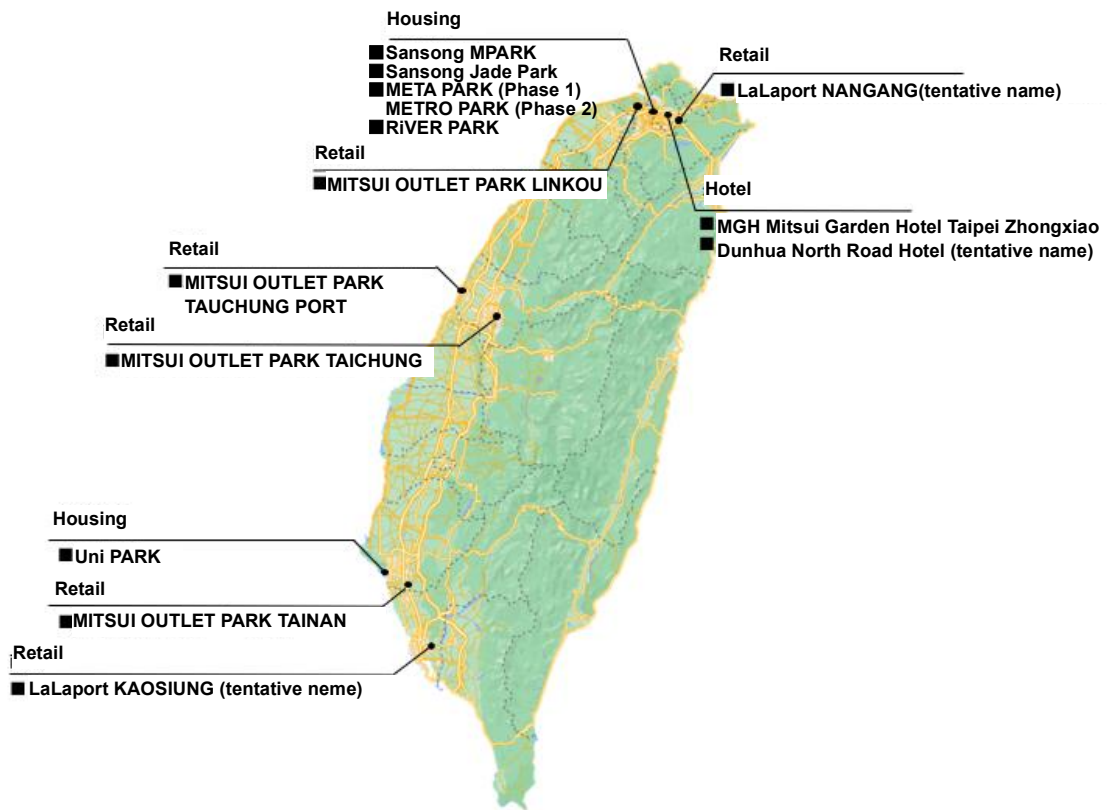 Housing
■Sansong MPARK
■Sansong Jade Park
■META PARK (Phase 1)
METRO PARK (Phase 2)
■RiVER PARK
Retail
■LaLaport NANGANG(tentative name)
Retail
■MITSUI OUTLET PARK LINKOU
Hotel
■MGH Mitsui Garden Hotel Taipei Zhongxiao
■Dunhua North Road Hotel (tentative name)
Retail
■MITSUI OUTLET PARK
TAUCHUNG PORT
Retail
■MITSUI OUTLET PARK TAICHUNG
Housing
■Uni PARK
Retail
■MITSUI OUTLET PARK TAINAN
Retail
■LaLaport KAOSIUNG (tentative neme)